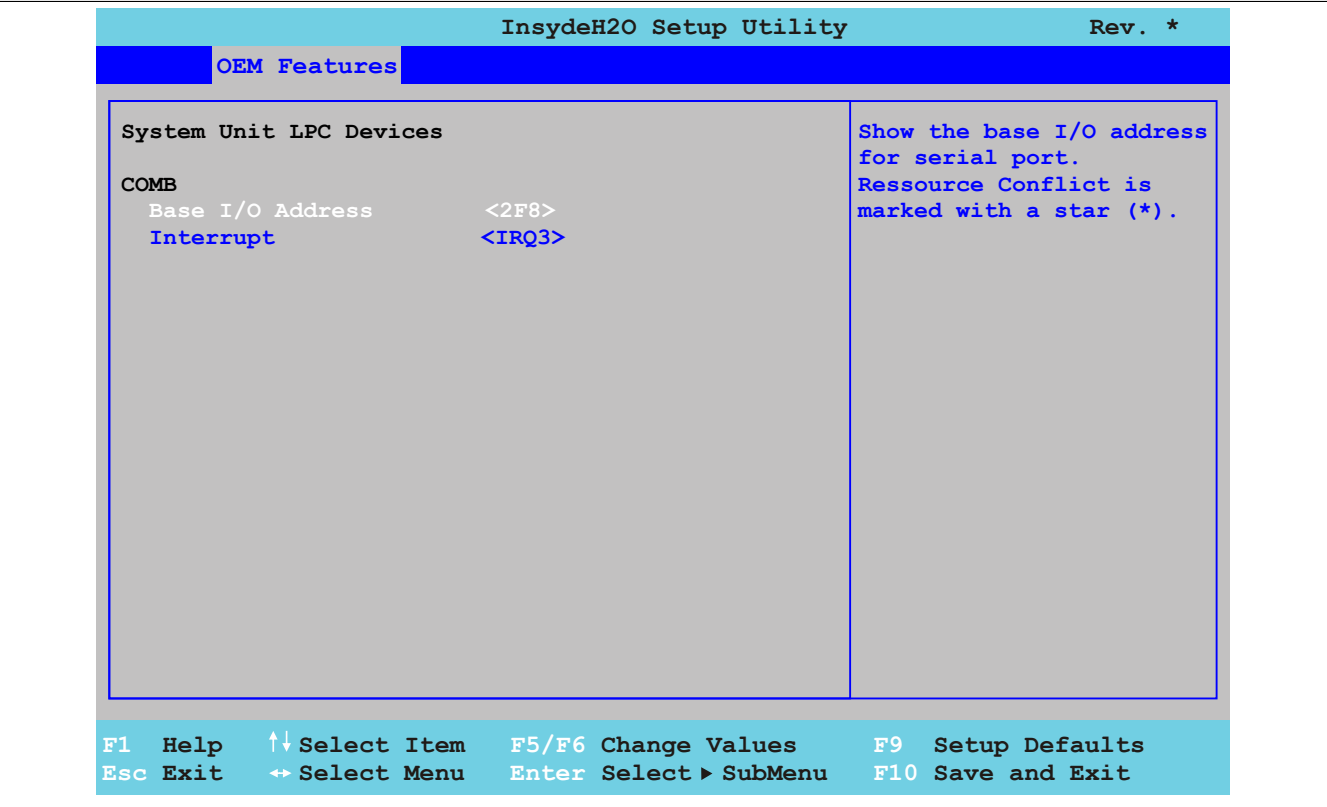 InsydeH2O Setup Utility Rev. *
OEM Features
System Unit LPC Devices
COMB
Base I/O Address <2F8>
Interrupt <IRQ3>
Show the base I/O address
for serial port.
Ressource Conflict is
marked with a star (*).
F1 Help ↑↓ Select Item F5/F6 Change Values F9 Setup Defaults
Esc Exit ↔ Select Menu Enter Select ▶ SubMenu F10 Save and Exit